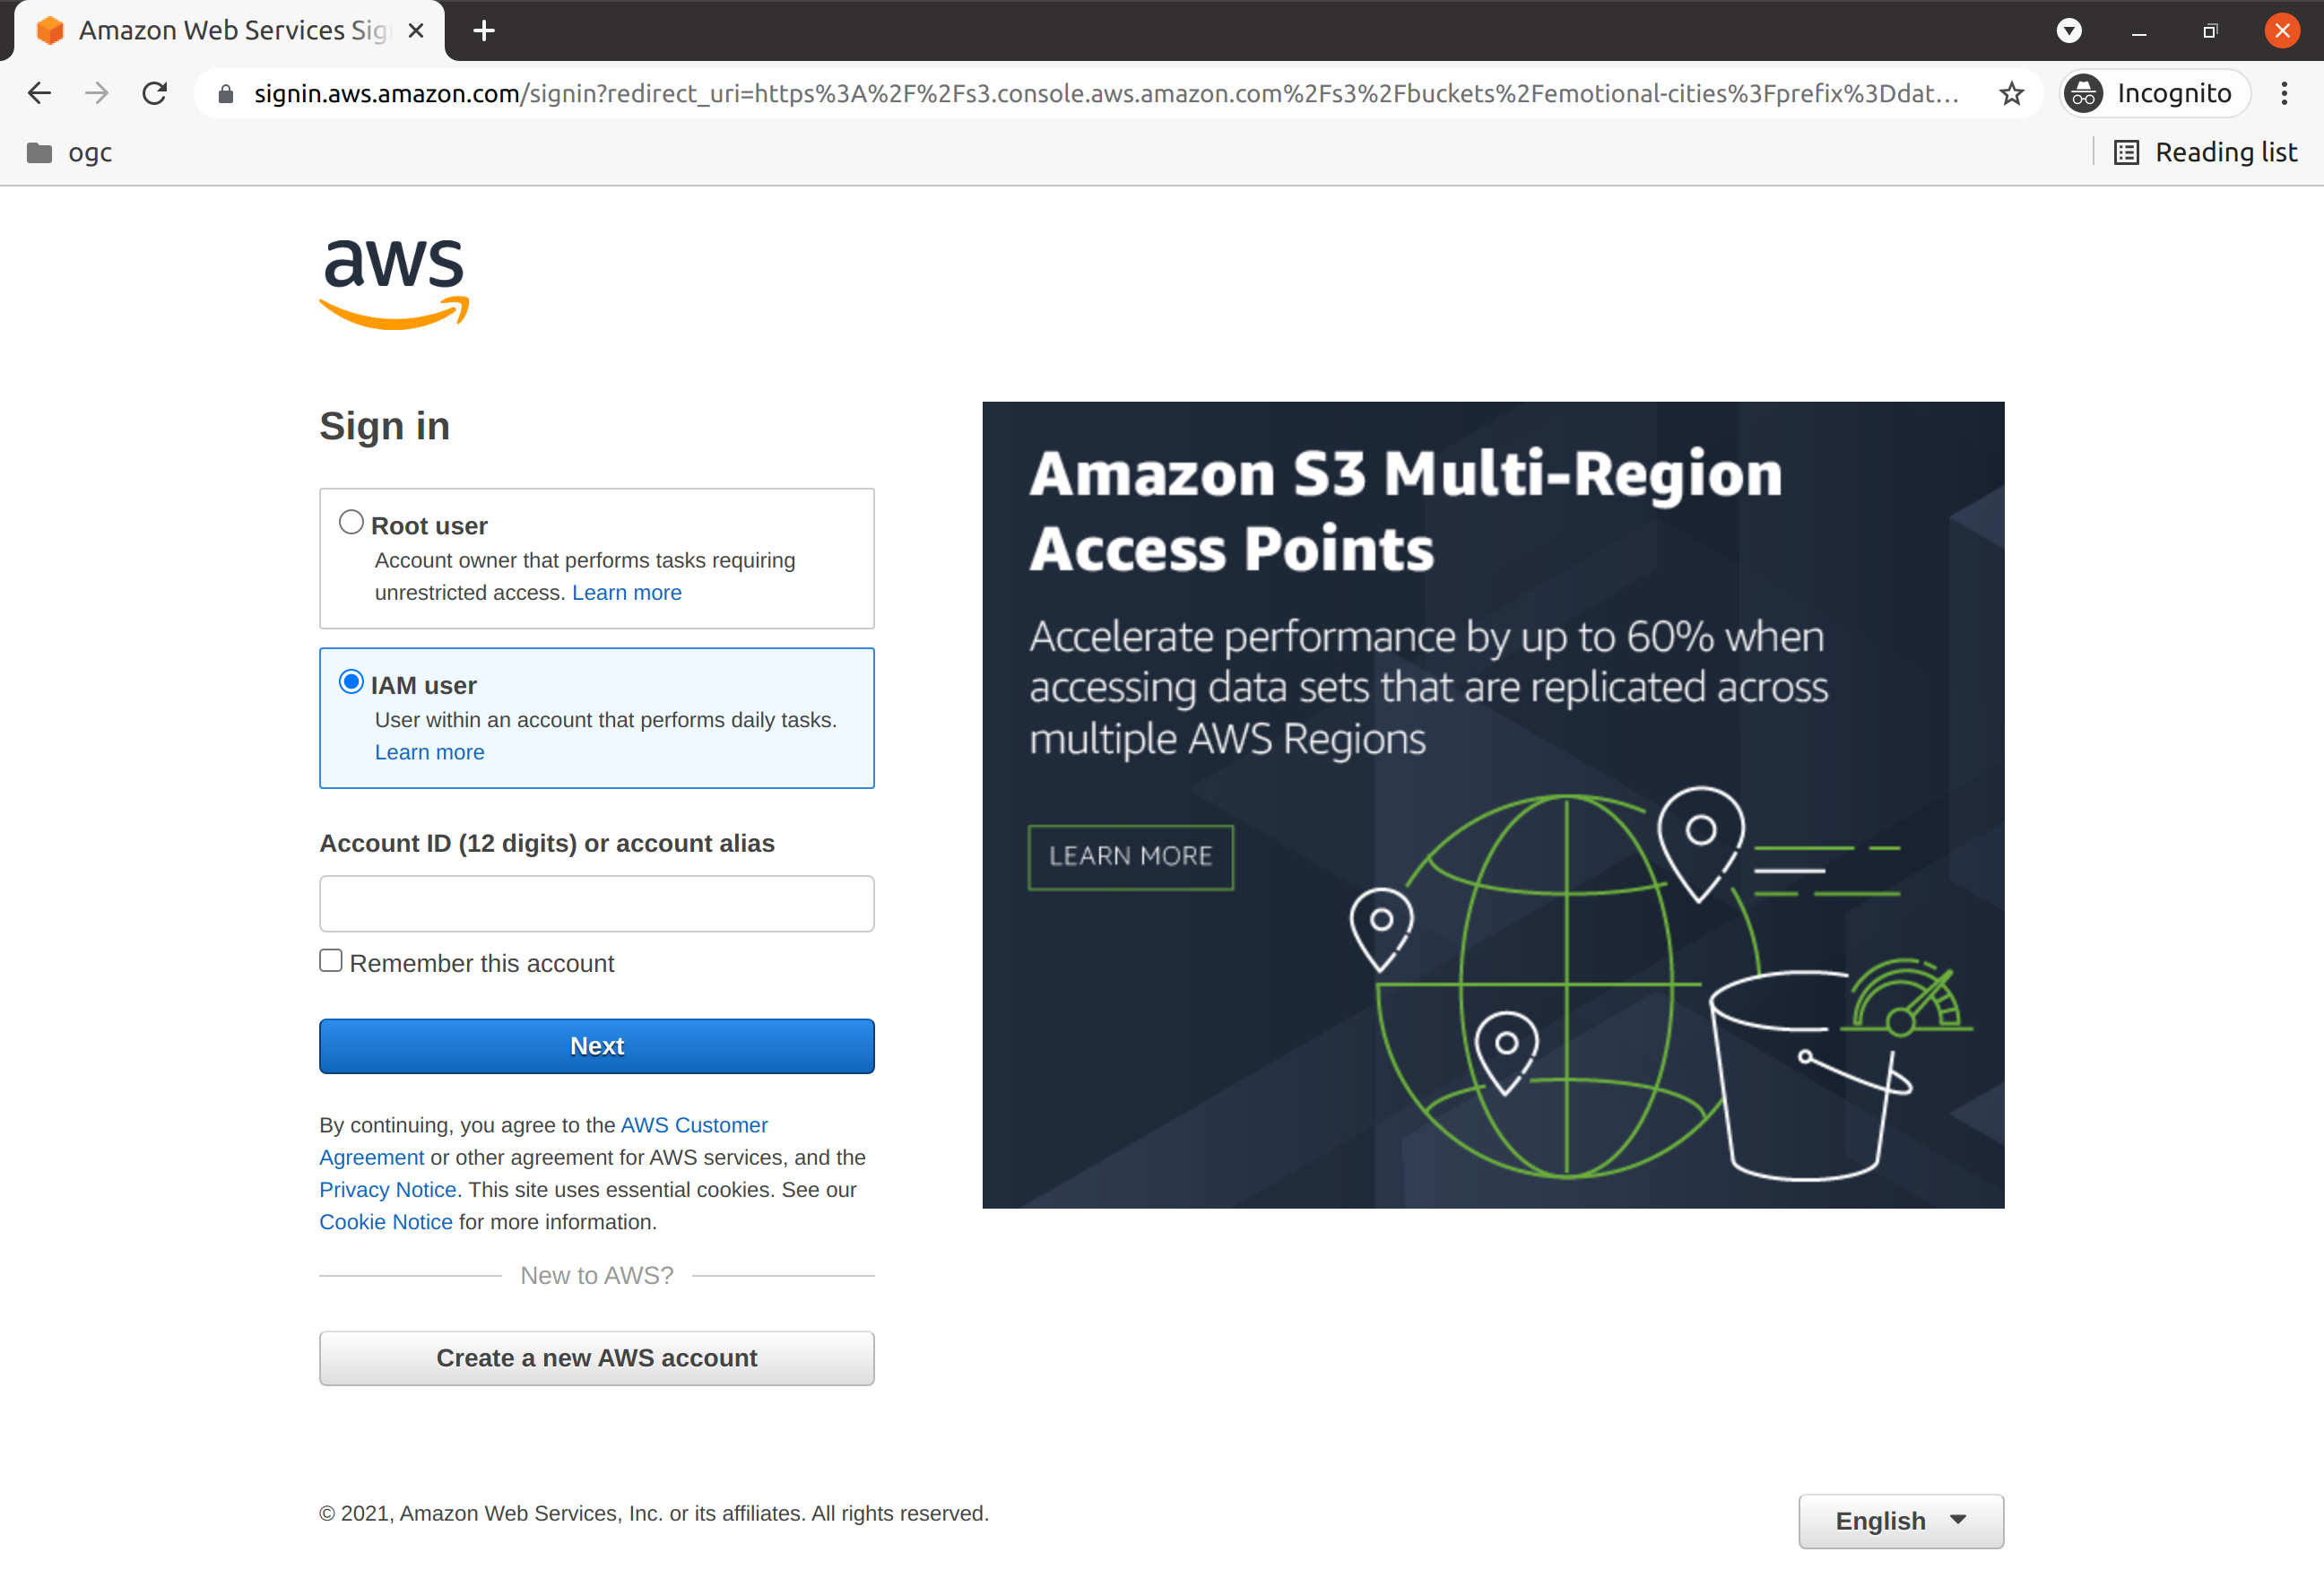 Amazon Web Services Sig
signin.aws.amazon.com/signin?redirect_uri=https%3A%2F%2Fs3.console.aws.amazon.com%2Fs3%2Fbuckets%2Femotional-cities%3Fprefix%3Ddat...
Incognito
ogc
Reading list
aws
Sign in
Root user
Account owner that performs tasks requiring
unrestricted access. Learn more
IAM user
User within an account that performs daily tasks.
Learn more
Account ID (12 digits) or account alias
Remember this account
Next
By continuing, you agree to the AWS Customer
Agreement or other agreement for AWS services, and the
Privacy Notice. This site uses essential cookies. See our
Cookie Notice for more information.
New to AWS?
Create a new AWS account
Amazon S3 Multi-Region
Access Points
Accelerate performance by up to 60% when
accessing data sets that are replicated across
multiple AWS Regions
LEARN MORE
© 2021, Amazon Web Services, Inc. or its affiliates. All rights reserved.
English